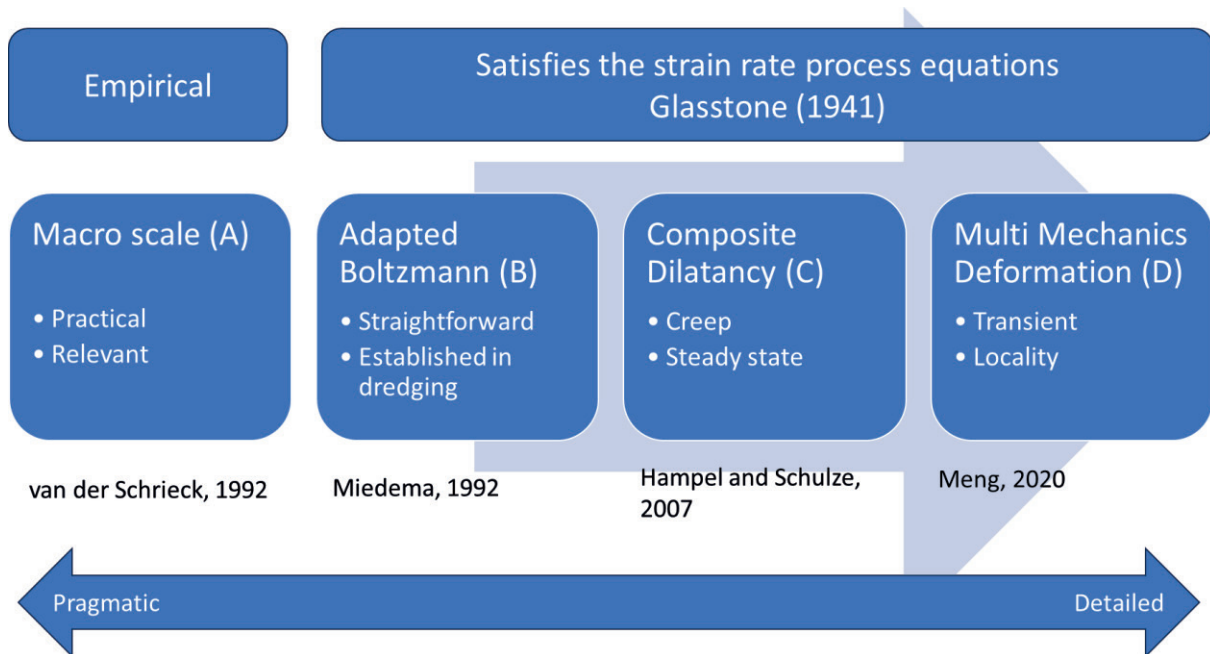 Empirical
Satisfies the strain rate process equations
Glasstone (1941)
Macro scale (A)
• Practical
• Relevant
Adapted
Boltzmann (B)
• Straightforward
• Established in
dredging
Composite
Dilatancy (C)
• Creep
• Steady state
Multi Mechanics
Deformation (D)
• Transient
• Locality
van der Schrieck, 1992
Miedema, 1992
Hampel and Schulze,
2007
Meng, 2020
Pragmatic
Detailed